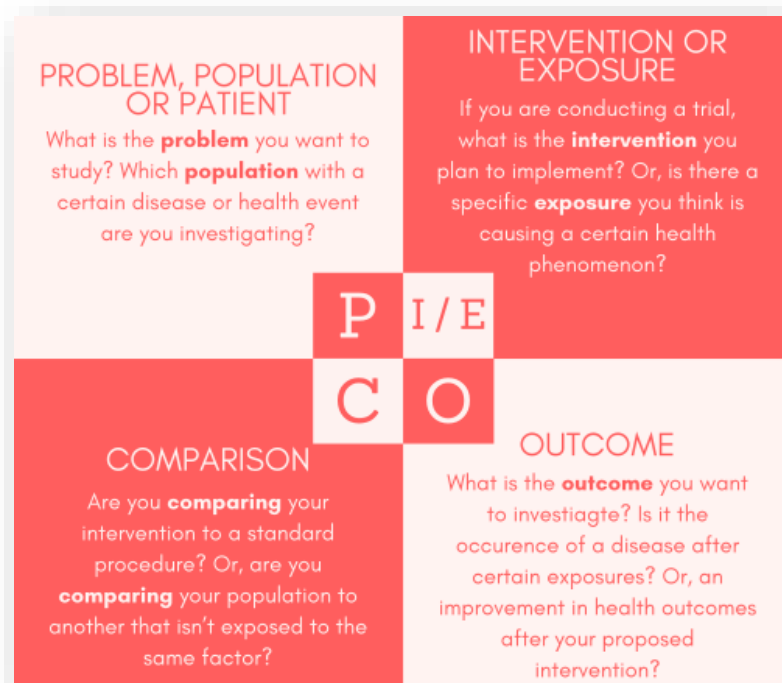 PROBLEM, POPULATION
OR PATIENT
What is the problem you want to
study? Which population with a
certain disease or health event
are you investigating?
INTERVENTION OR
EXPOSURE
If you are conducting a trial,
what is the intervention you
plan to implement? Or, is there a
specific exposure you think is
causing a certain health
phenomenon?
P
I/E
C
O
COMPARISON
Are you comparing your
intervention to a standard
procedure? Or, are you
comparing your population to
another that isn't exposed to the
same factor?
OUTCOME
What is the outcome you want
to investiagte? Is it the
occurence of a disease after
certain exposures? Or, an
improvement in health outcomes
after your proposed
intervention?